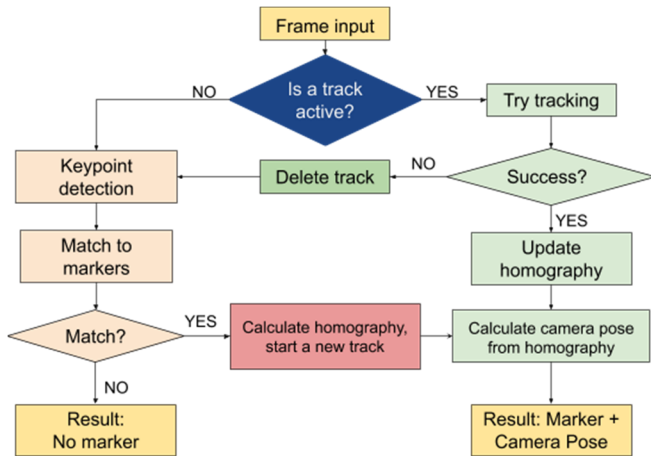 Frame input
Is a track
active?
NO
YES
Try tracking
Keypoint
detection
Delete track
NO
Success?
YES
Match to
markers
Update
homography
Match?
YES
Calculate homography,
start a new track
Calculate camera pose
from homography
NO
Result:
No marker
Result: Marker +
Camera Pose